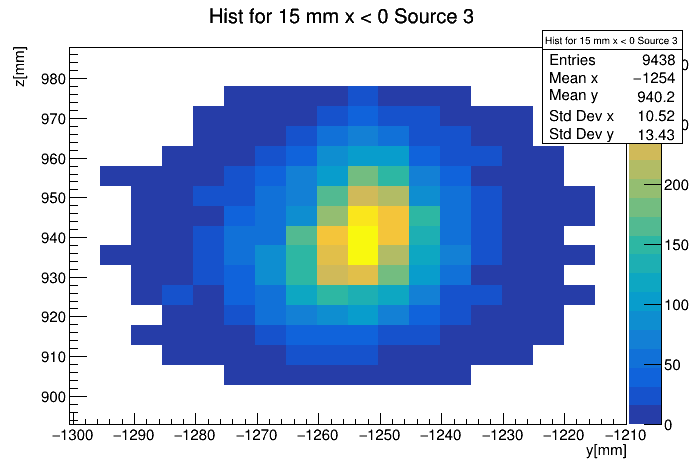 Hist for 15 mm x < 0 Source 3
z[mm]
Hist for 15 mm x < 0 Source 3
Entries 9438
Mean x −1254
Mean y 940.2
Std Dev x 10.52
Std Dev y 13.43
980
970
960
950
940
930
920
910
900
200
150
100
50
0
−1300 −1290 −1280 −1270 −1260 −1250 −1240 −1230 −1220 −1210
y[mm]